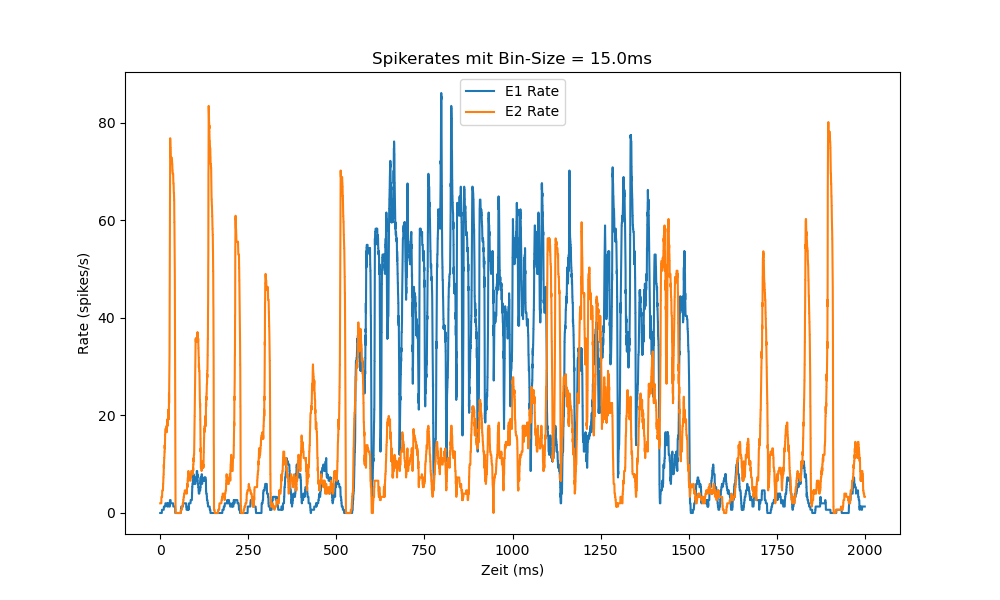 Spikerates mit Bin-Size = 15.0ms
E1 Rate
E2 Rate
Rate (spikes/s)
80
60
40
20
0
0 250 500 750 1000 1250 1500 1750 2000
Zeit (ms)